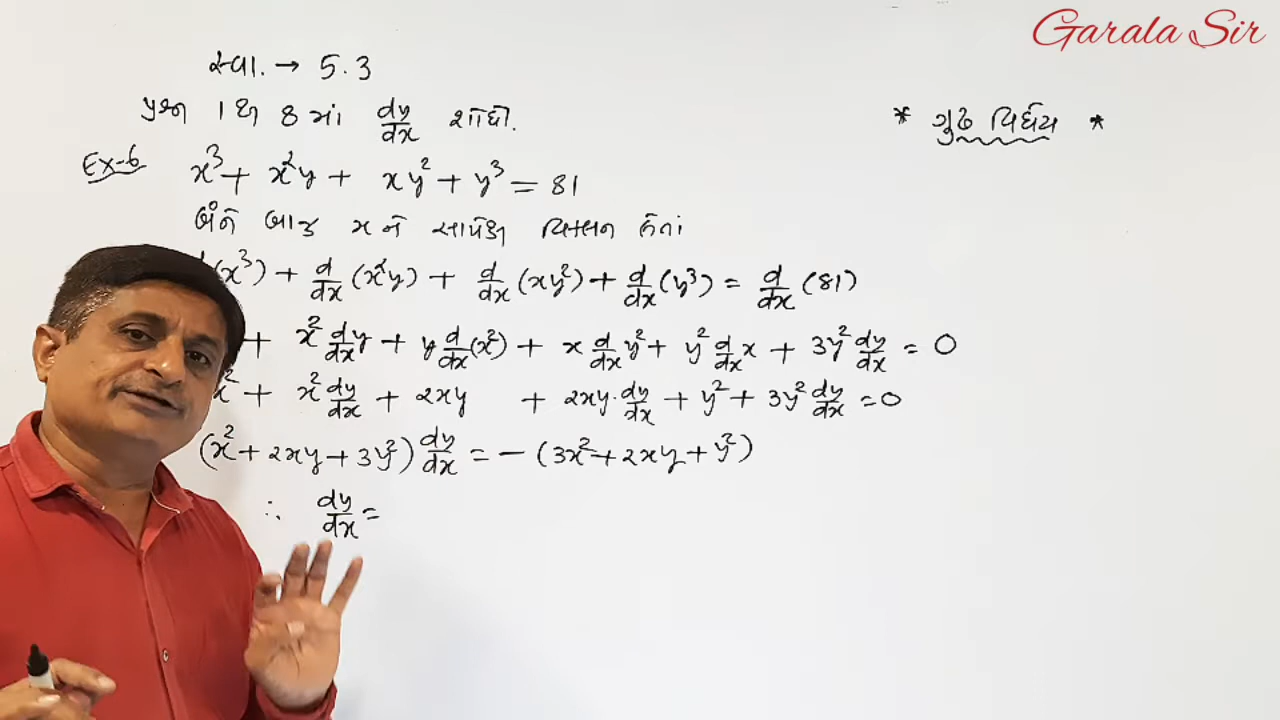 Garala Sir
સ્વા. → 5.3
* ગુઢ વિધેય *
પ્રશ્ન 1 થી 8 માં dy/dx શોધો.
Ex-6 x³ + x²y + xy² + y³ = 81
બંને બાજુ x ને સાપેક્ષ વિકલન લેતાં
(x³) + d/dx (x²y) + d/dx (xy²) + d/dx (y³) = d/dx (81)
+ x² d/dx y + y d/dx (x²) + x d/dx y² + y² d/dx x + 3y² dy/dx = 0
x² + x² dy/dx + 2xy + 2xy · dy/dx + y² + 3y² dy/dx = 0
(x² + 2xy + 3y²) dy/dx = - (3x² + 2xy + y²)
∴ dy/dx =